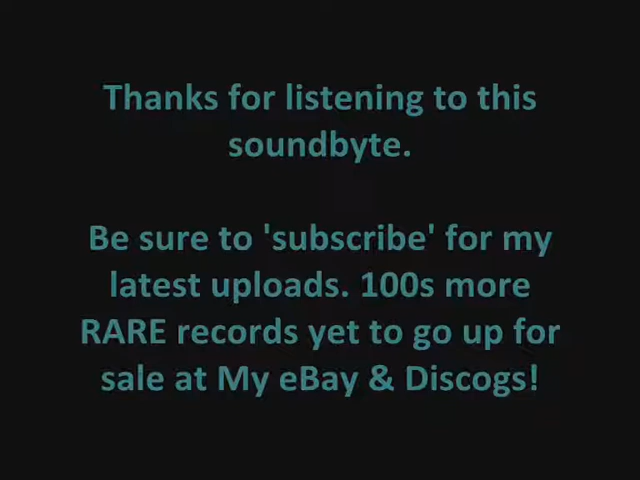 Thanks for listening to this
soundbyte.
Be sure to 'subscribe' for my
latest uploads. 100s more
RARE records yet to go up for
sale at My eBay & Discogs!